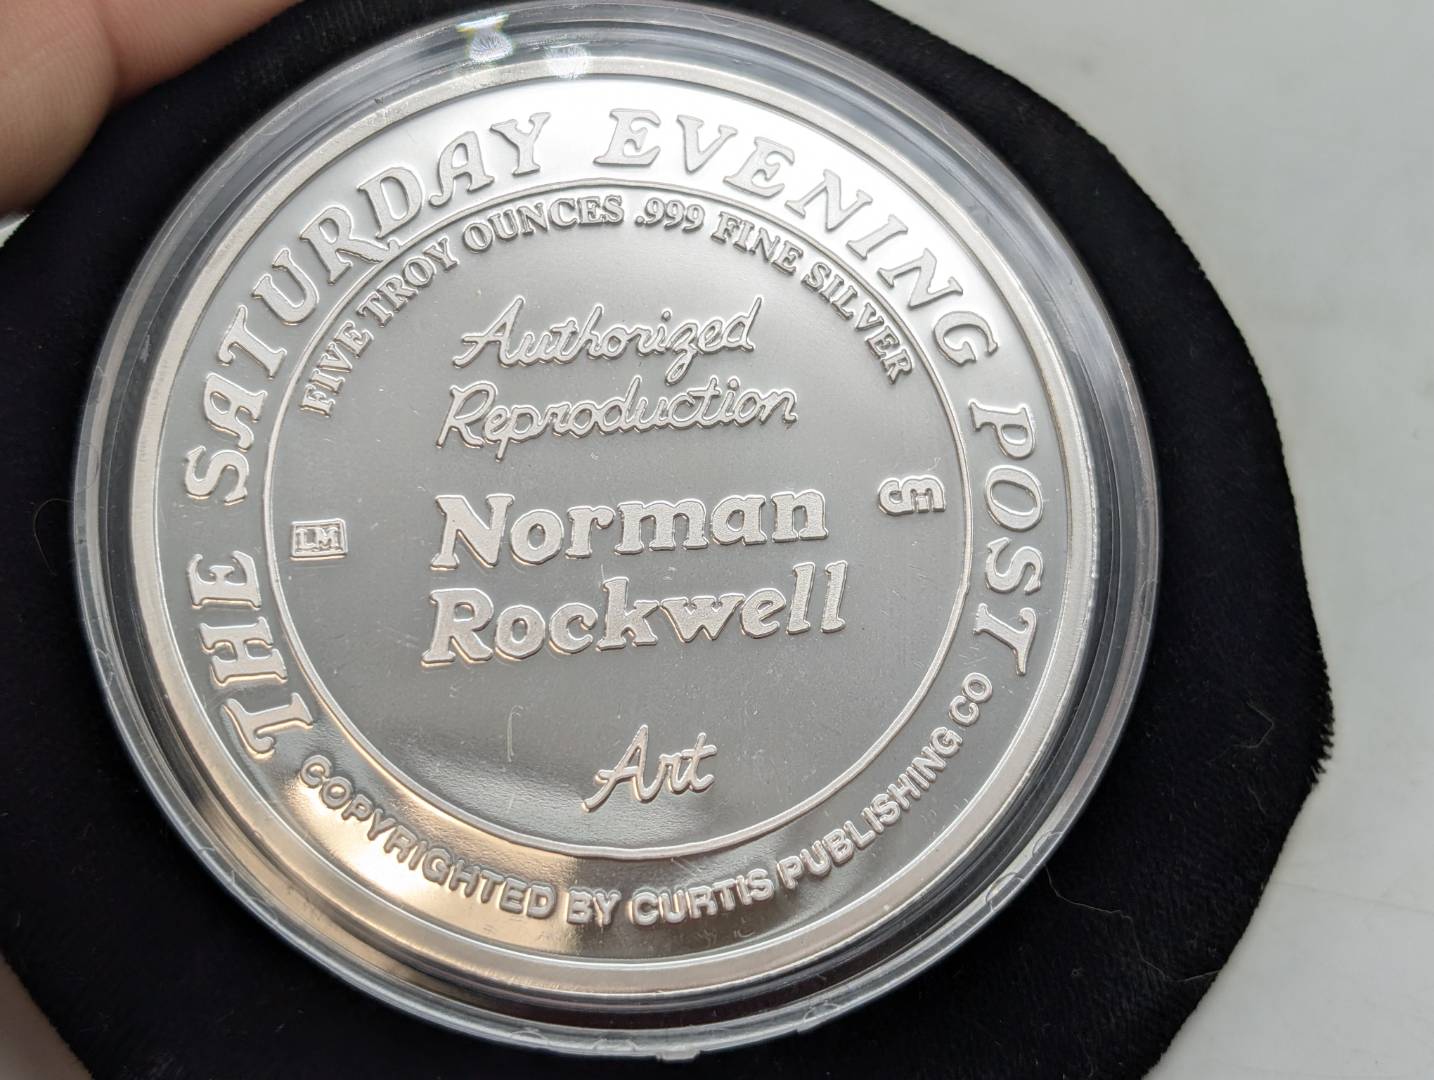 THE SATURDAY EVENING POST
FIVE TROY OUNCES .999 FINE SILVER
Authorized
Reproduction
LM
Norman
Rockwell
Art
COPYRIGHTED BY CURTIS PUBLISHING CO